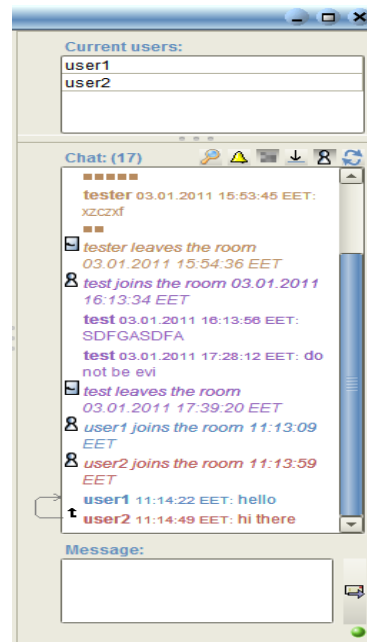 Current users:
user1
user2
Chat: (17)
tester 03.01.2011 15:53:45 EET:
xzczxf
tester leaves the room
03.01.2011 15:54:36 EET
test joins the room 03.01.2011
16:13:34 EET
test 03.01.2011 16:13:56 EET:
SDFGASDFA
test 03.01.2011 17:28:12 EET: do
not be evi
test leaves the room
03.01.2011 17:39:20 EET
user1 joins the room 11:13:09
EET
user2 joins the room 11:13:59
EET
user1 11:14:22 EET: hello
user2 11:14:49 EET: hi there
Message: